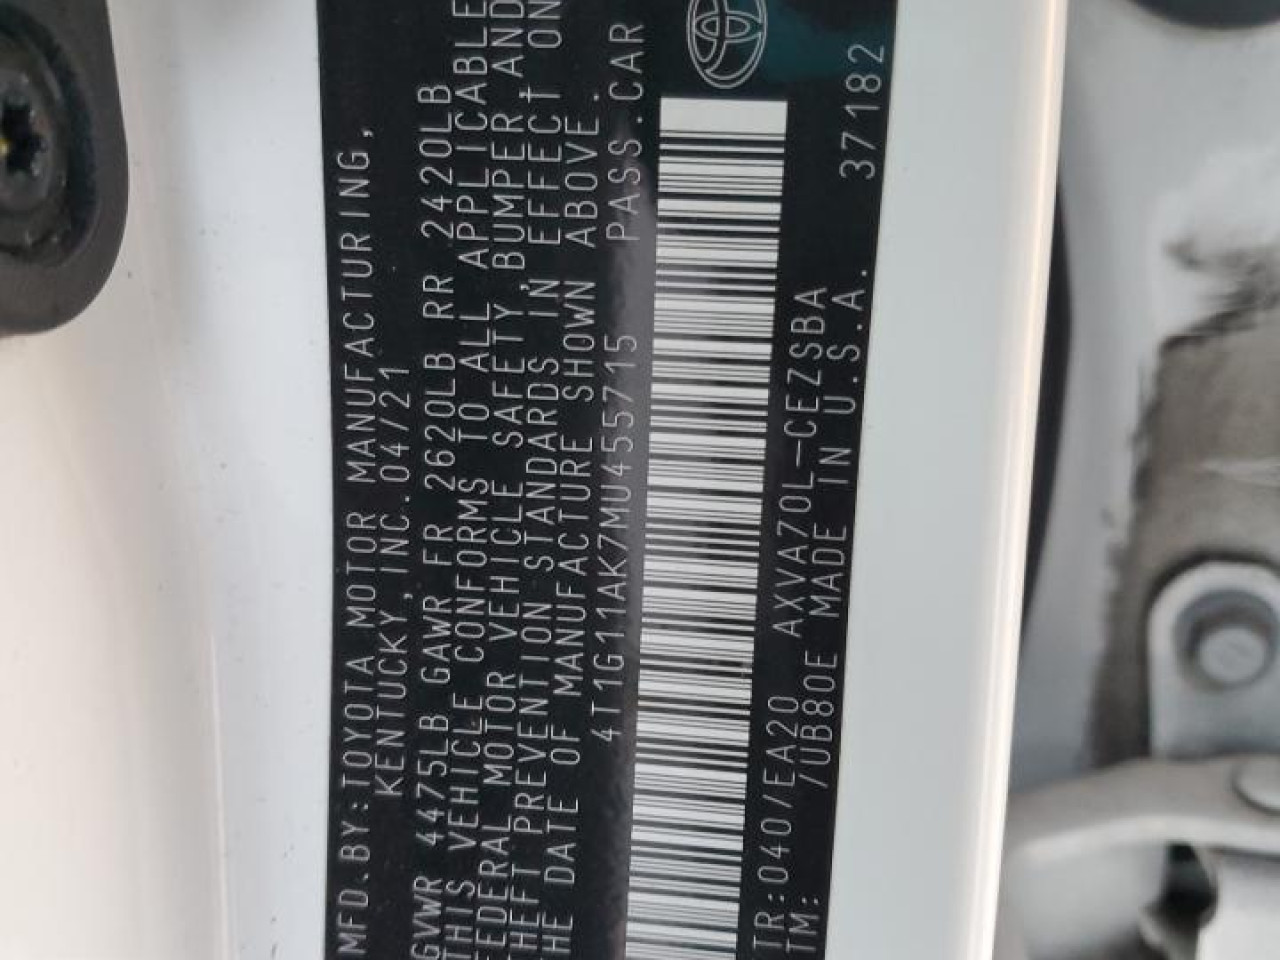 MFD.BY:TOYOTA MOTOR MANUFACTURING,
KENTUCKY,INC.04/21
GVWR 4475LB GAWR FR 2620LB RR 2420LB
THIS VEHICLE CONFORMS TO ALL APPLICABLE
FEDERAL MOTOR VEHICLE SAFETY,BUMPER,AND
THEFT PREVENTION STANDARDS IN EFFECT ON
THE DATE OF MANUFACTURE SHOWN ABOVE.
4T1G11AK7MU455715 PASS.CAR
TR:040/EA20 AXVA70L-CEZSBA
TM: /UB80E MADE IN U.S.A. 37182